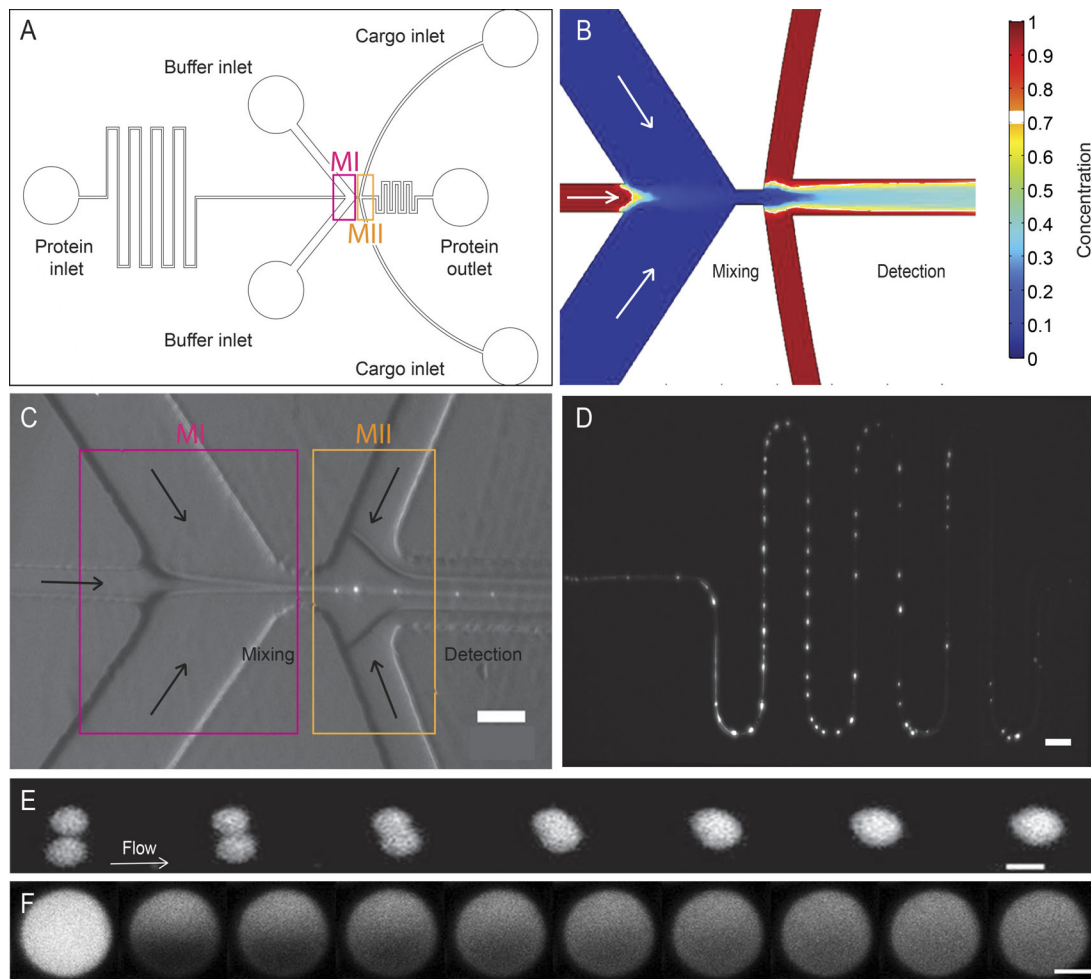 A
Cargo inlet
Buffer inlet
MI
MII
Protein
inlet
Protein
outlet
Buffer inlet
Cargo inlet
B
Mixing
Detection
1
0.9
0.8
0.7
0.6
0.5
0.4
0.3
0.2
0.1
0
Concentration
C
MI
MII
Mixing
Detection
D
E
Flow
F